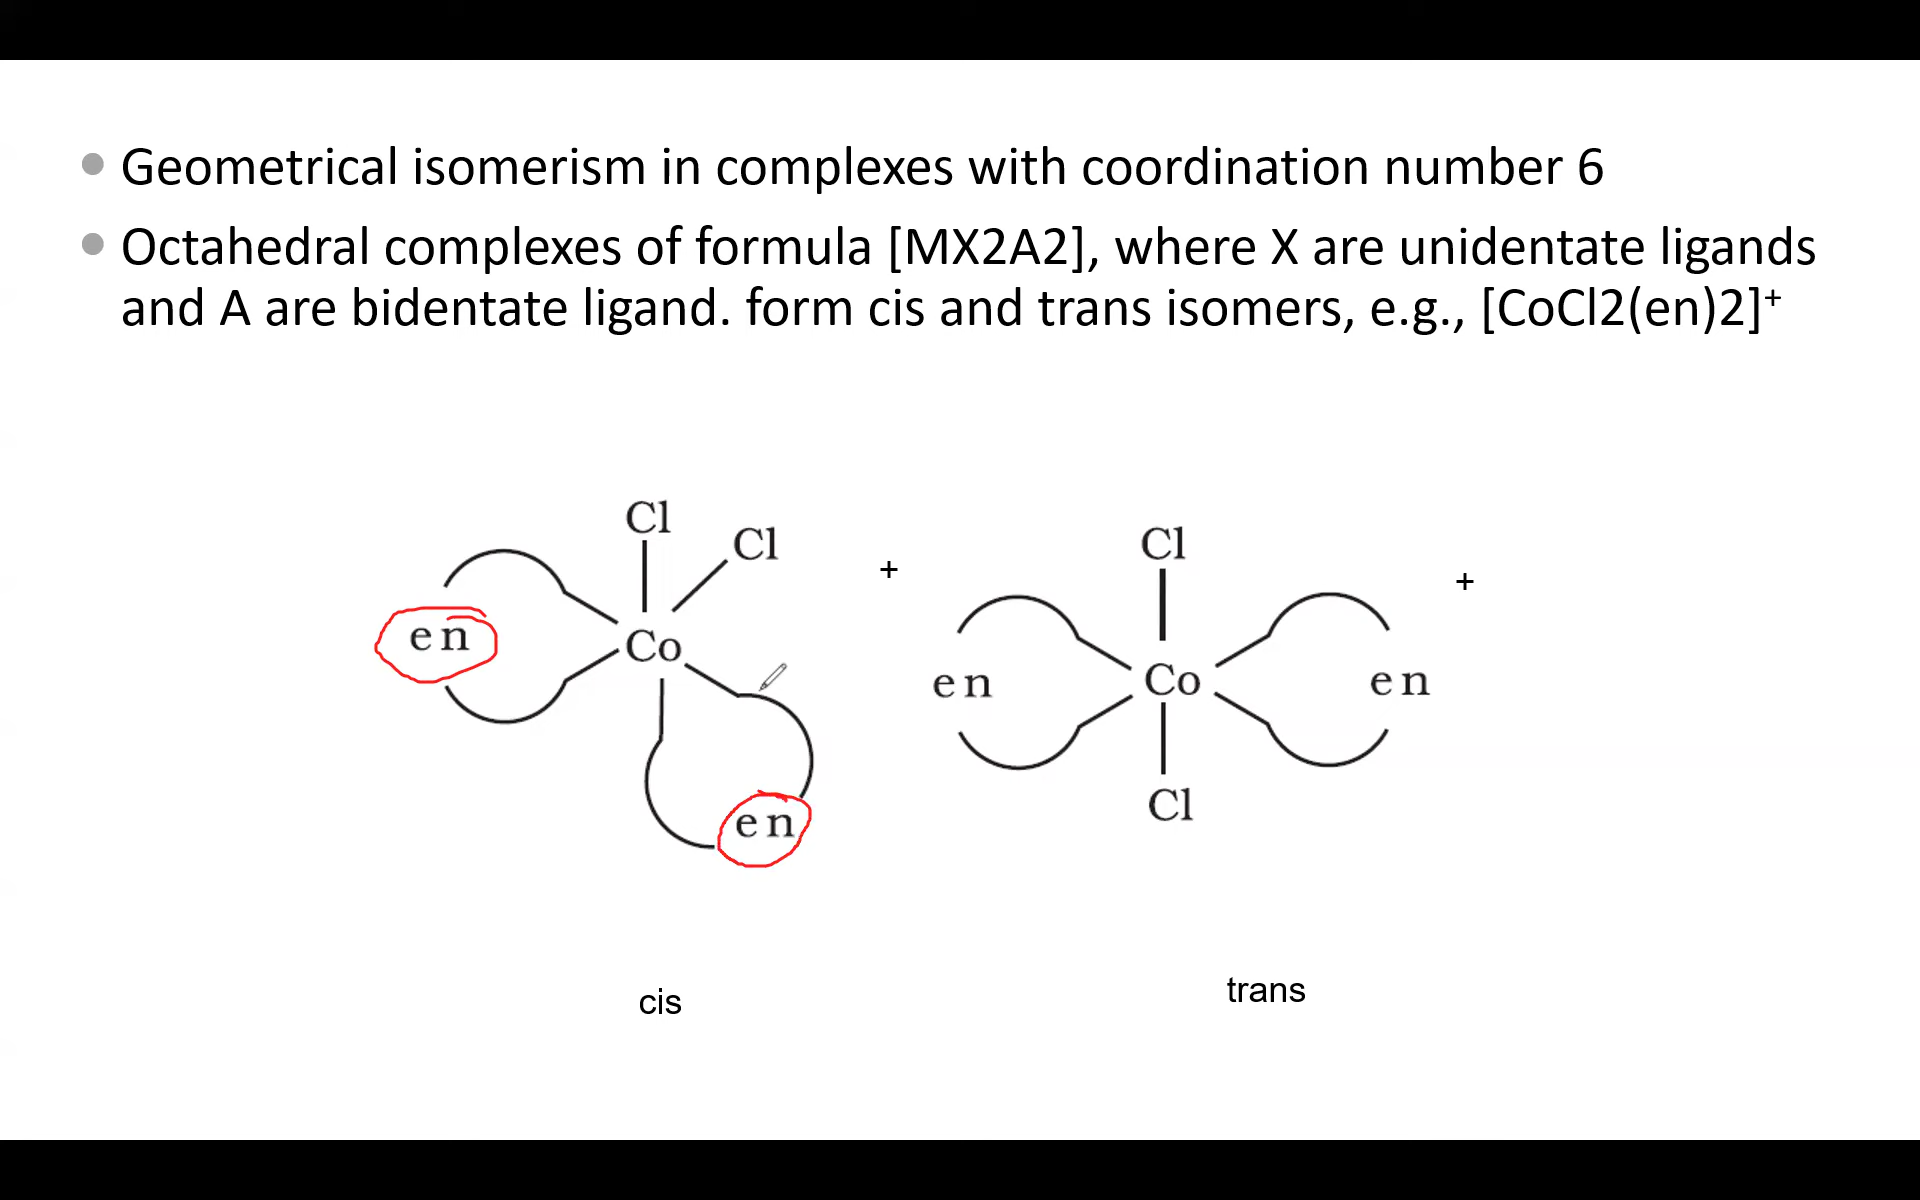 Geometrical isomerism in complexes with coordination number 6
Octahedral complexes of formula [MX2A2], where X are unidentate ligands
and A are bidentate ligand. form cis and trans isomers, e.g., [CoCl2(en)2]⁺
Cl
Cl
en
Co
en
+
Cl
en
Co
en
Cl
+
cis
trans